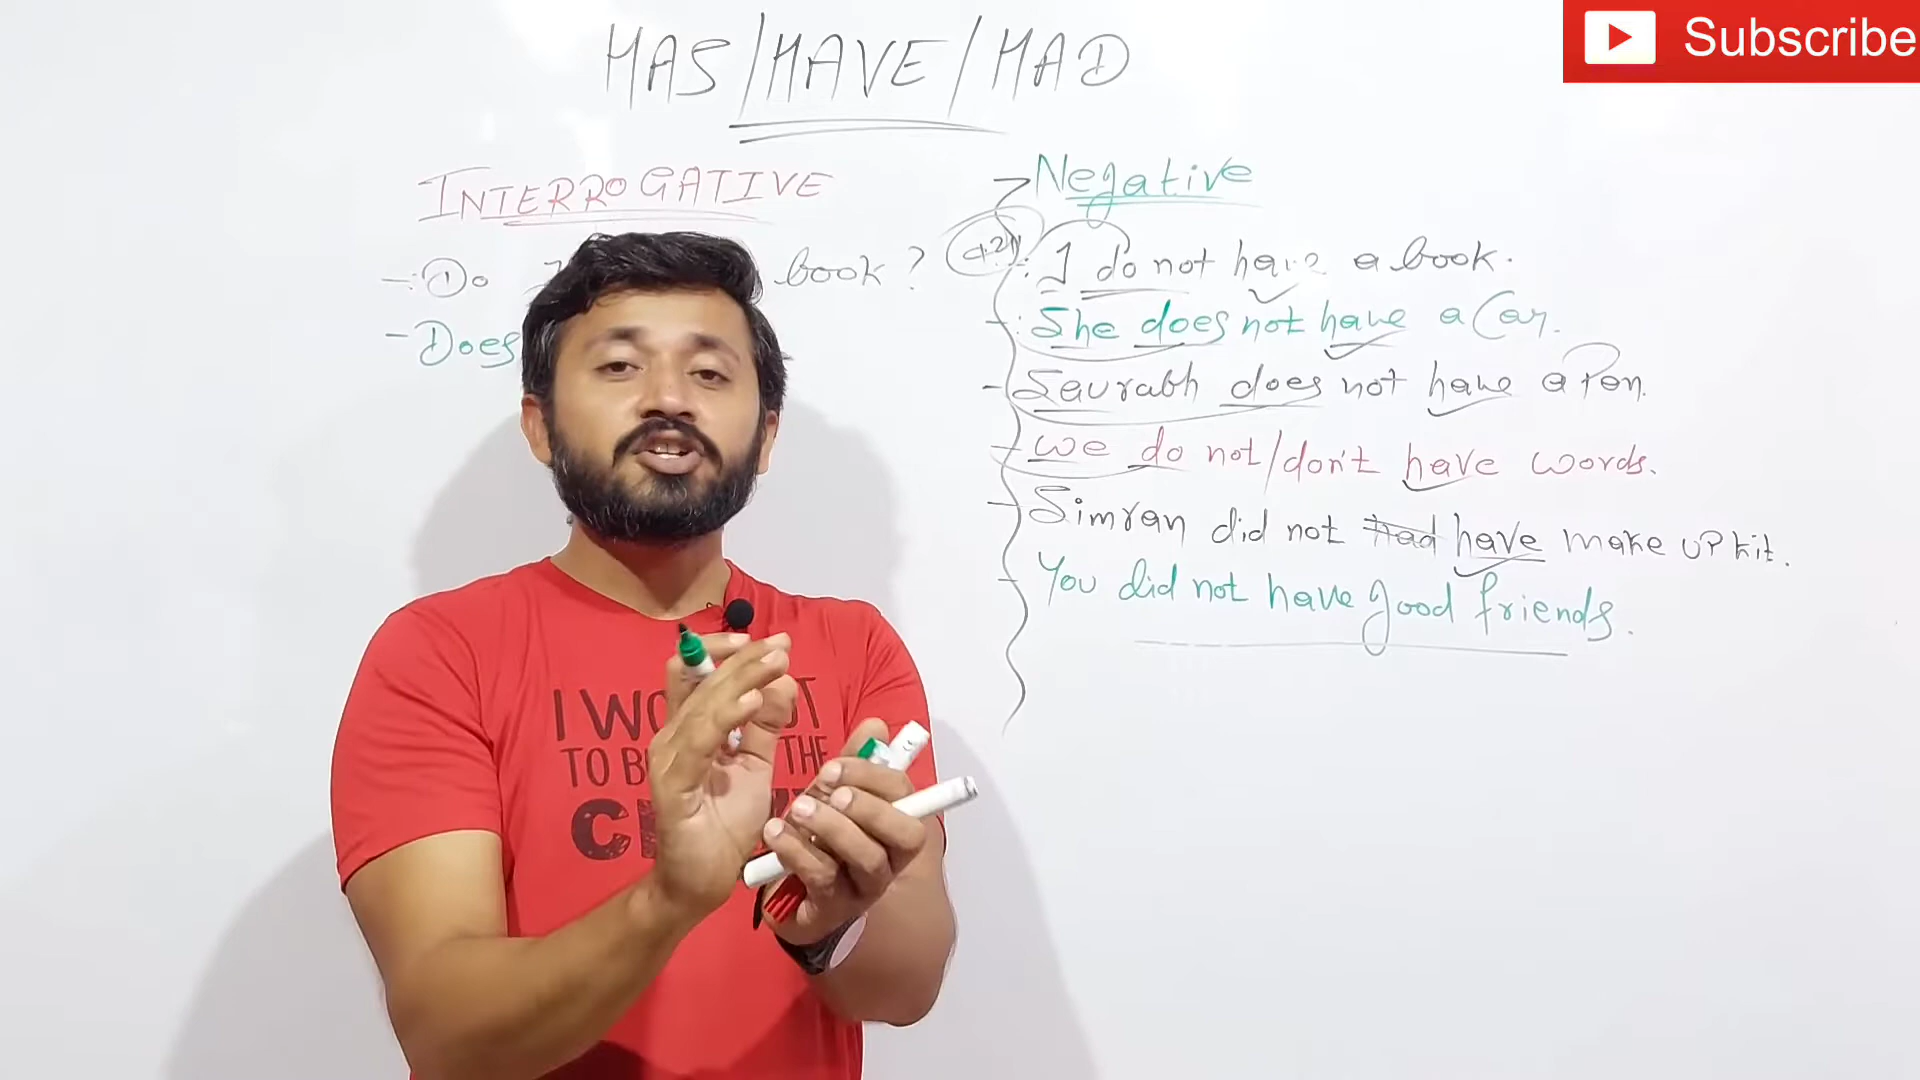 Subscribe
HAS/HAVE/HAD
INTERROGATIVE
- Do book ?
- Does
Negative
I do not have a book.
- She does not have a Car.
- Saurabh does not have a Pen.
- we do not/don't have words.
- Simran did not had have make up kit.
- You did not have good friends.
I WO OT
TO B THE
C